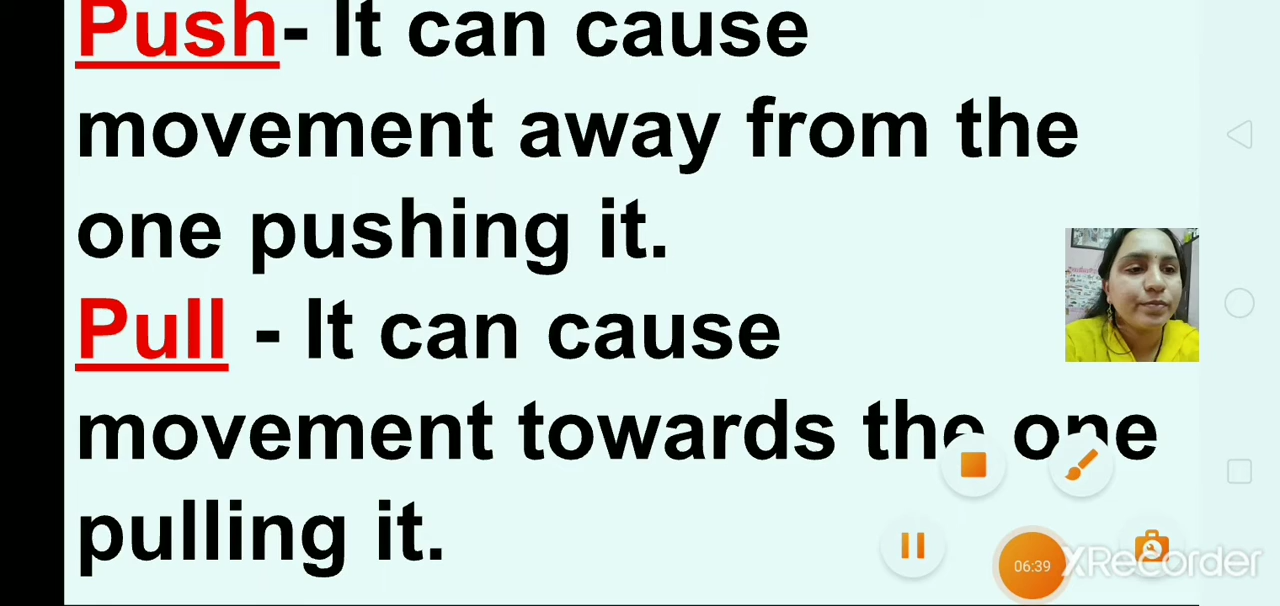 Push- It can cause
movement away from the
one pushing it.
Pull - It can cause
movement towards the one
pulling it.
06:39
XRecorder